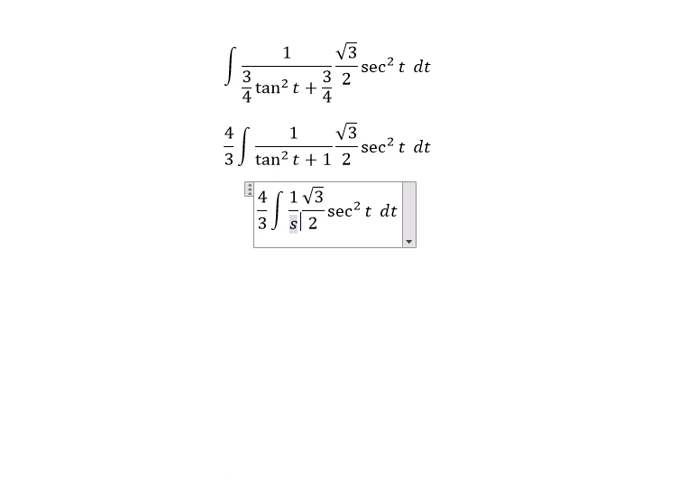 ∫ 1/(3/4 tan² t + 3/4) √3/2 sec² t dt
4/3 ∫ 1/(tan² t + 1) √3/2 sec² t dt
4/3 ∫ 1/s √3/2 sec² t dt